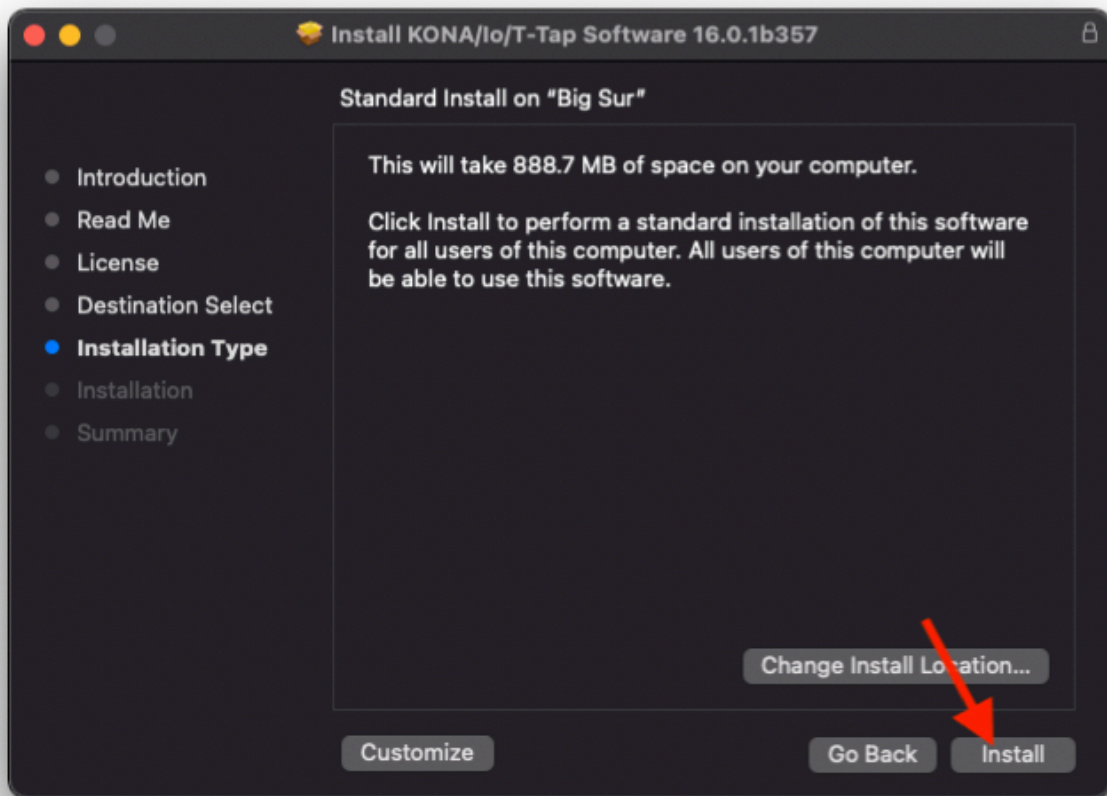 Install KONA/Io/T-Tap Software 16.0.1b357
Standard Install on “Big Sur”
Introduction
Read Me
License
Destination Select
Installation Type
Installation
Summary
This will take 888.7 MB of space on your computer.
Click Install to perform a standard installation of this software
for all users of this computer. All users of this computer will
be able to use this software.
Change Install Location...
Customize
Go Back
Install